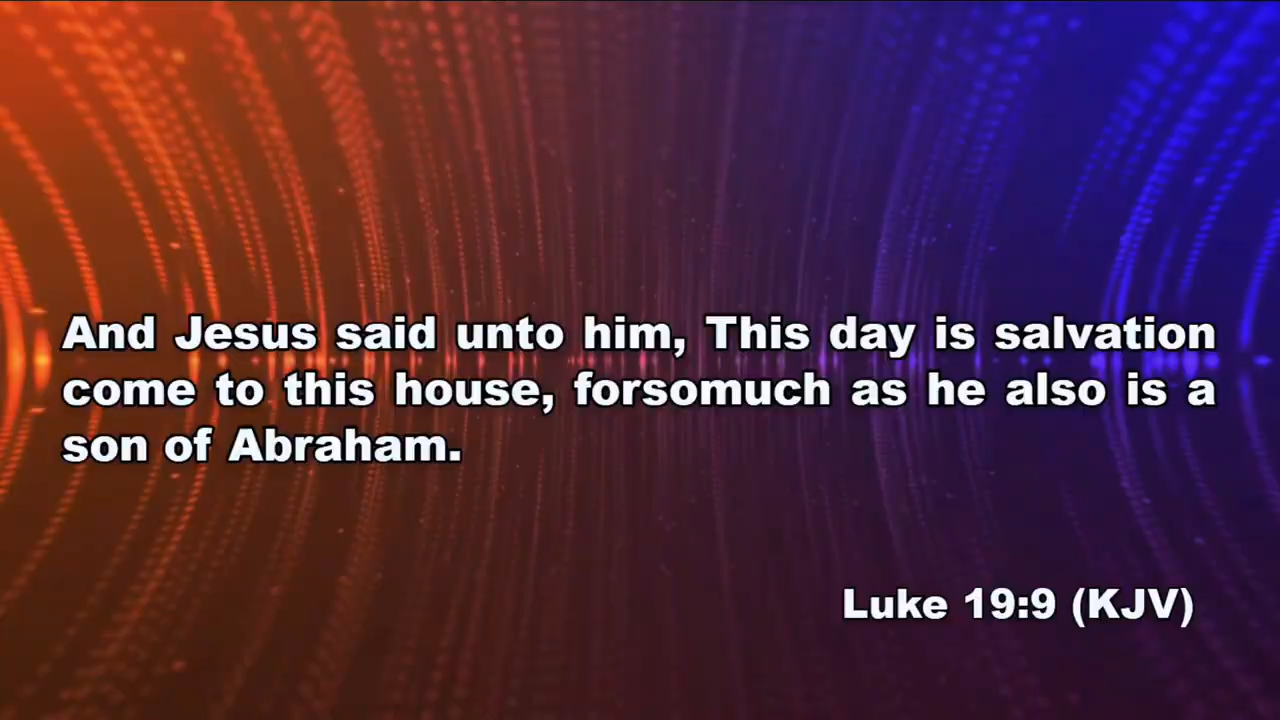 And Jesus said unto him, This day is salvation
come to this house, forsomuch as he also is a
son of Abraham.
Luke 19:9 (KJV)